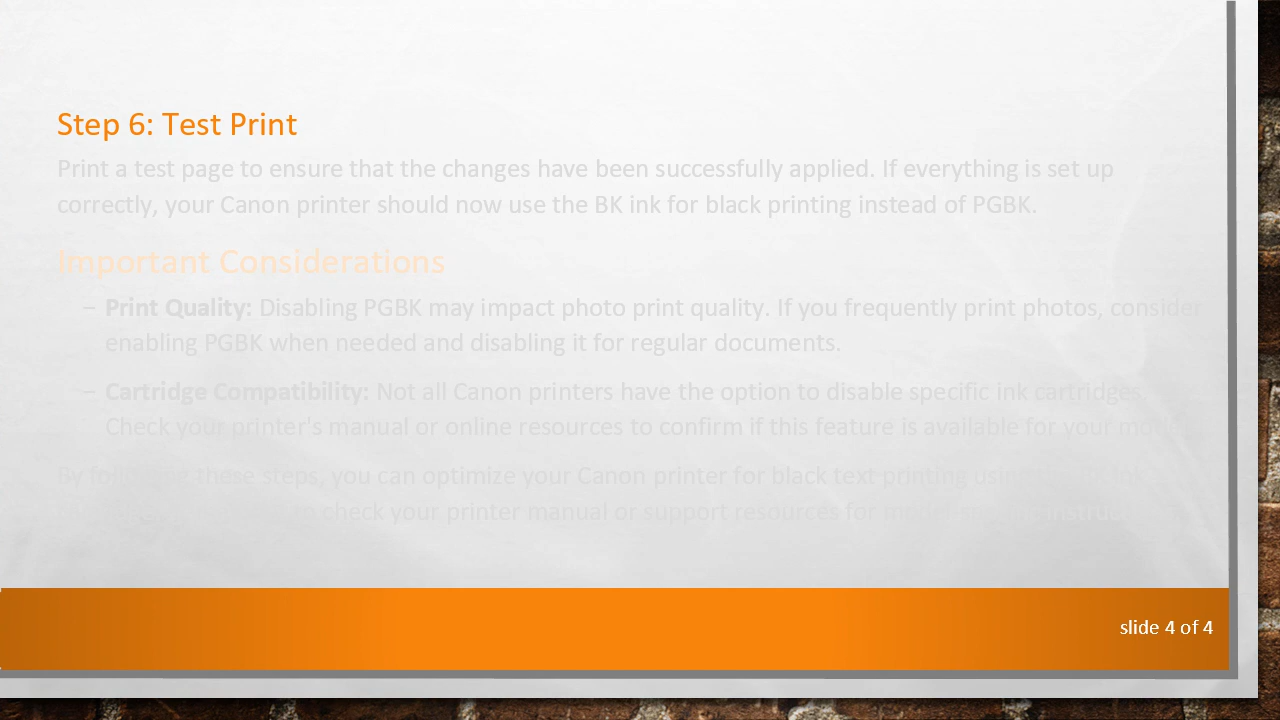 Step 6: Test Print
Print a test page to ensure that the changes have been successfully applied. If everything is set up
correctly, your Canon printer should now use the BK ink for black printing instead of PGBK.
Important Considerations
– Print Quality: Disabling PGBK may impact photo print quality. If you frequently print photos, consider
enabling PGBK when needed and disabling it for regular documents.
– Cartridge Compatibility: Not all Canon printers have the option to disable specific ink cartridges.
Check your printer's manual or online resources to confirm if this feature is available for your
By following these steps, you can optimize your Canon printer for black text printing using ink
to check your printer manual or support resources for
slide 4 of 4